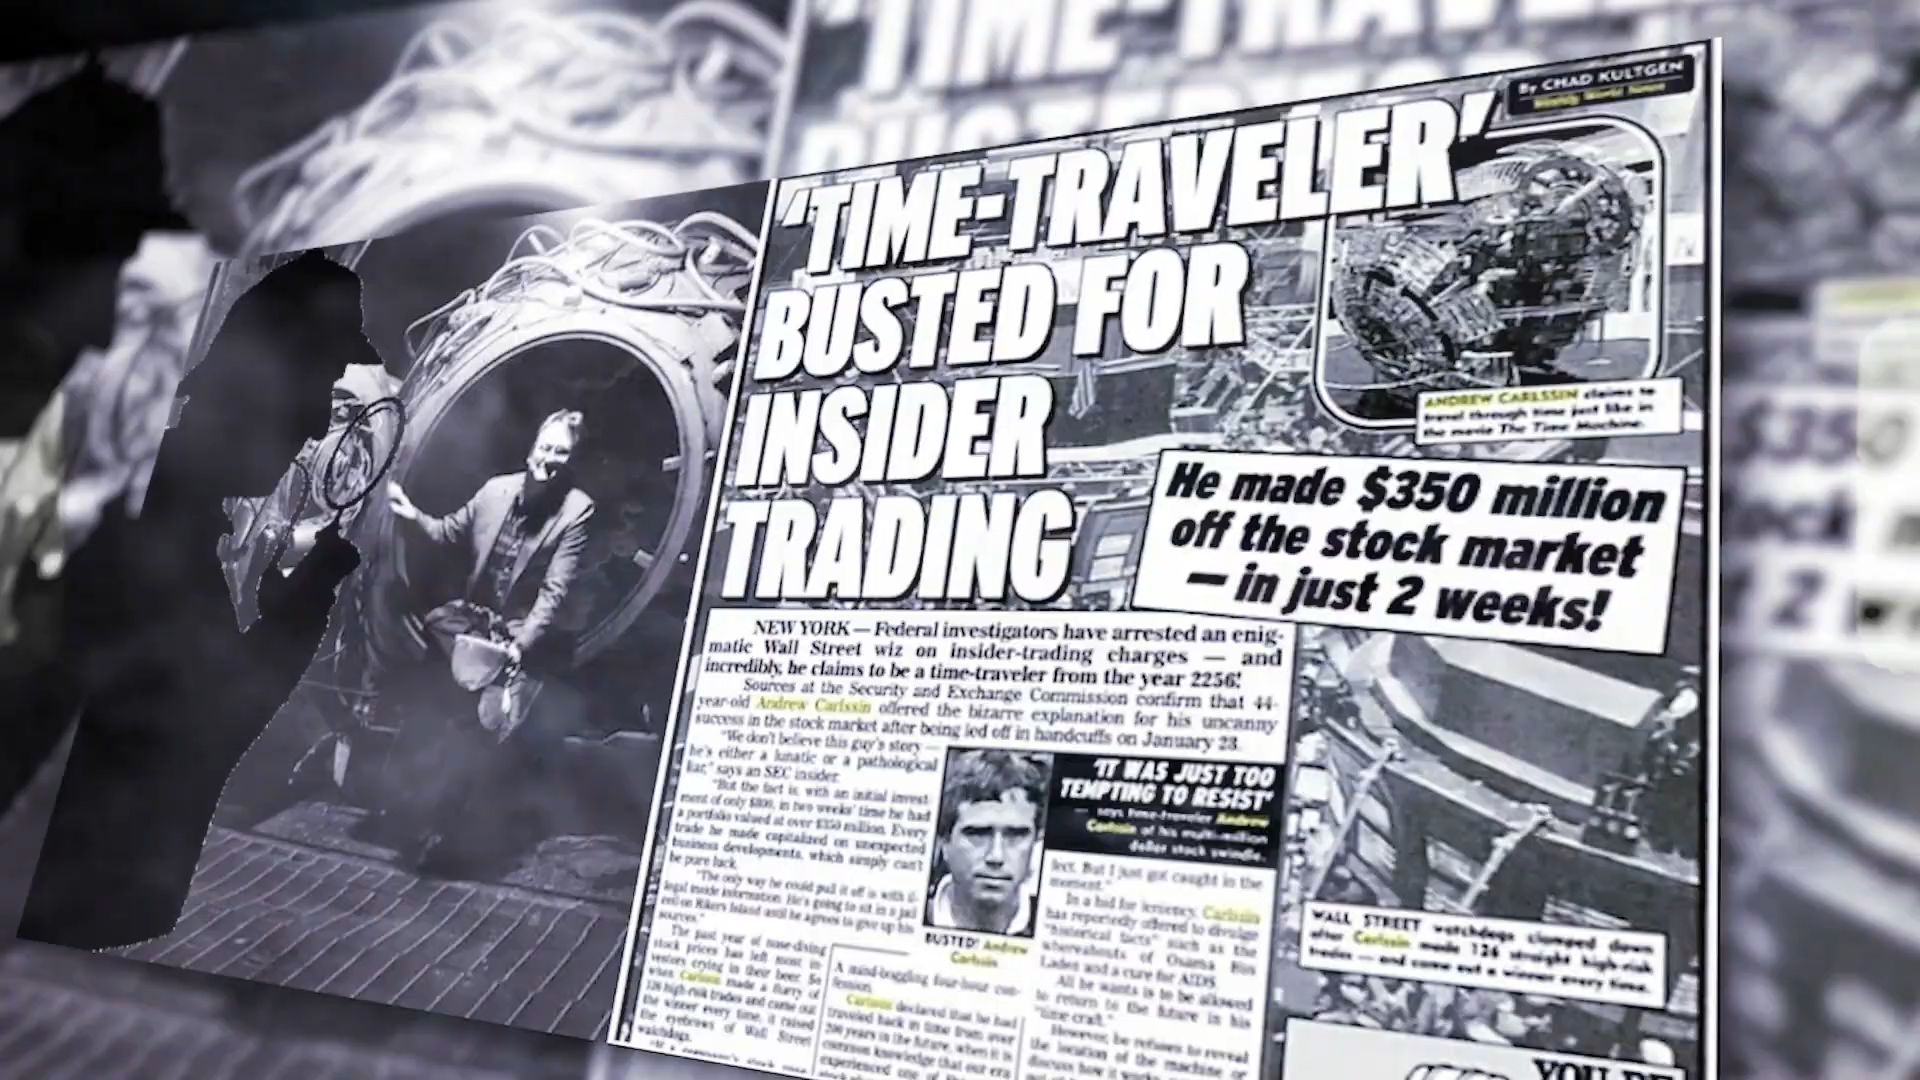 'TIME-TRAVELER'
BUSTED FOR
INSIDER
TRADING
By CHAD KULTGEN
Weekly World News
ANDREW CARLSSIN claims to
travel through time just like in
the movie The Time Machine.
He made $350 million
off the stock market
— in just 2 weeks!
NEW YORK — Federal investigators have arrested an enig-
matic Wall Street wiz on insider-trading charges — and
incredibly, he claims to be a time-traveler from the year 2256!
Sources at the Security and Exchange Commission confirm that 44-
year-old Andrew Carlssin offered the bizarre explanation for his uncanny
success in the stock market after being led off in handcuffs on January 28.
"We don't believe this guy's story —
he's either a lunatic or a pathological
liar," says an SEC insider.
"But the fact is, with an initial invest-
ment of only $800, in two weeks' time he had
a portfolio valued at over $350 million. Every
trade he made capitalized on unexpected
business developments, which simply can't
be pure luck.
"The only way he could pull it off is with il-
legal inside information. He's going to sit in a jail
cell on Rikers Island until he agrees to give up his
sources."
The past year of nose-diving
stock prices has left most in-
vestors crying in their beer. So
when Carlssin made a flurry of
126 high-risk trades and came out
the winner every time, it raised
the eyebrows of Wall Street
watchdogs.
BUSTED! Andrew
Carlssin
A mind-boggling four-hour con-
fession.
Carlssin declared that he had
traveled back in time from over
200 years in the future, when it is
common knowledge that our era
experienced one of
'IT WAS JUST TOO
TEMPTING TO RESIST'
— says time-traveler Andrew
Carlssin of his multi-million
dollar stock swindle.
fect. But I just got caught in the
moment."
In a bid for leniency, Carlssin
has reportedly offered to divulge
"historical facts" such as the
whereabouts of Osama Bin
Laden and a cure for AIDS.
All he wants is to be allowed
to return to the future in his
"time craft."
However, he refuses to reveal
the location of the machine or
discuss how it works
WALL STREET watchdogs clamped down
after Carlssin made 126 straight high-risk
trades — and came out a winner every time.
YOU'RE